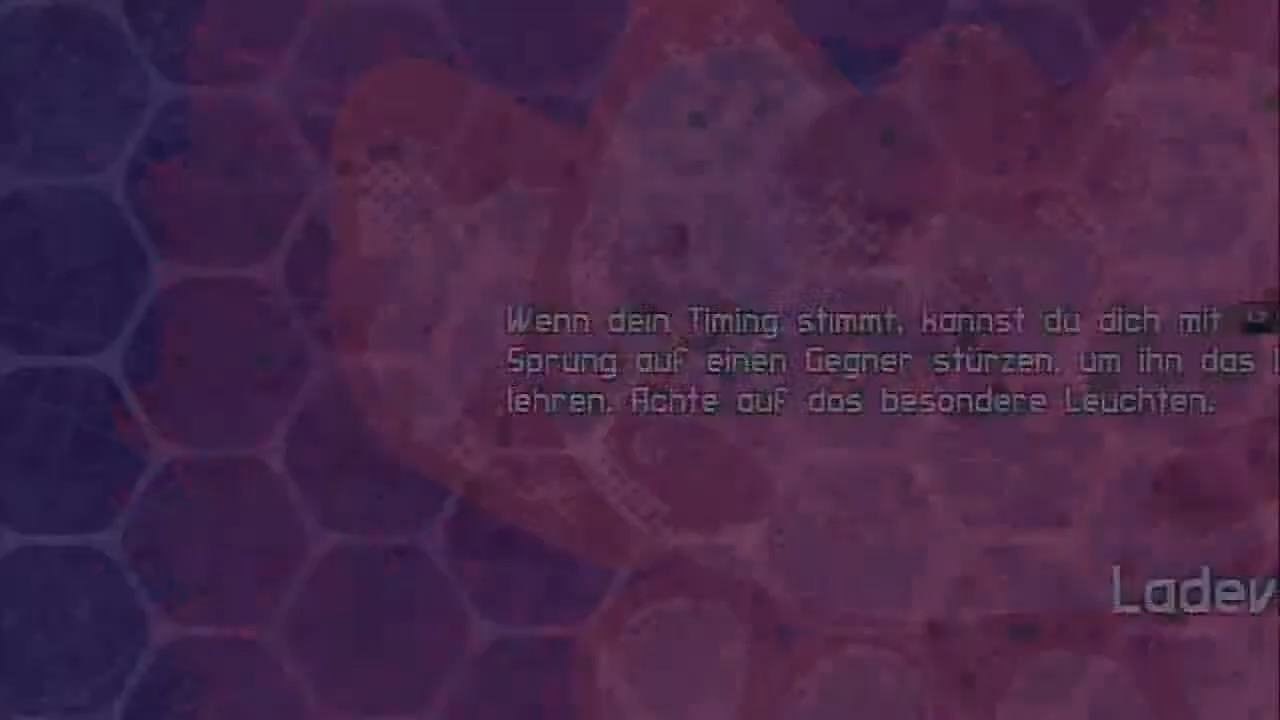 Wenn dein Timing stimmt, kannst du dich mit
Sprung auf einen Gegner stürzen, um ihn das
lehren. Achte auf das besondere Leuchten.
Ladev